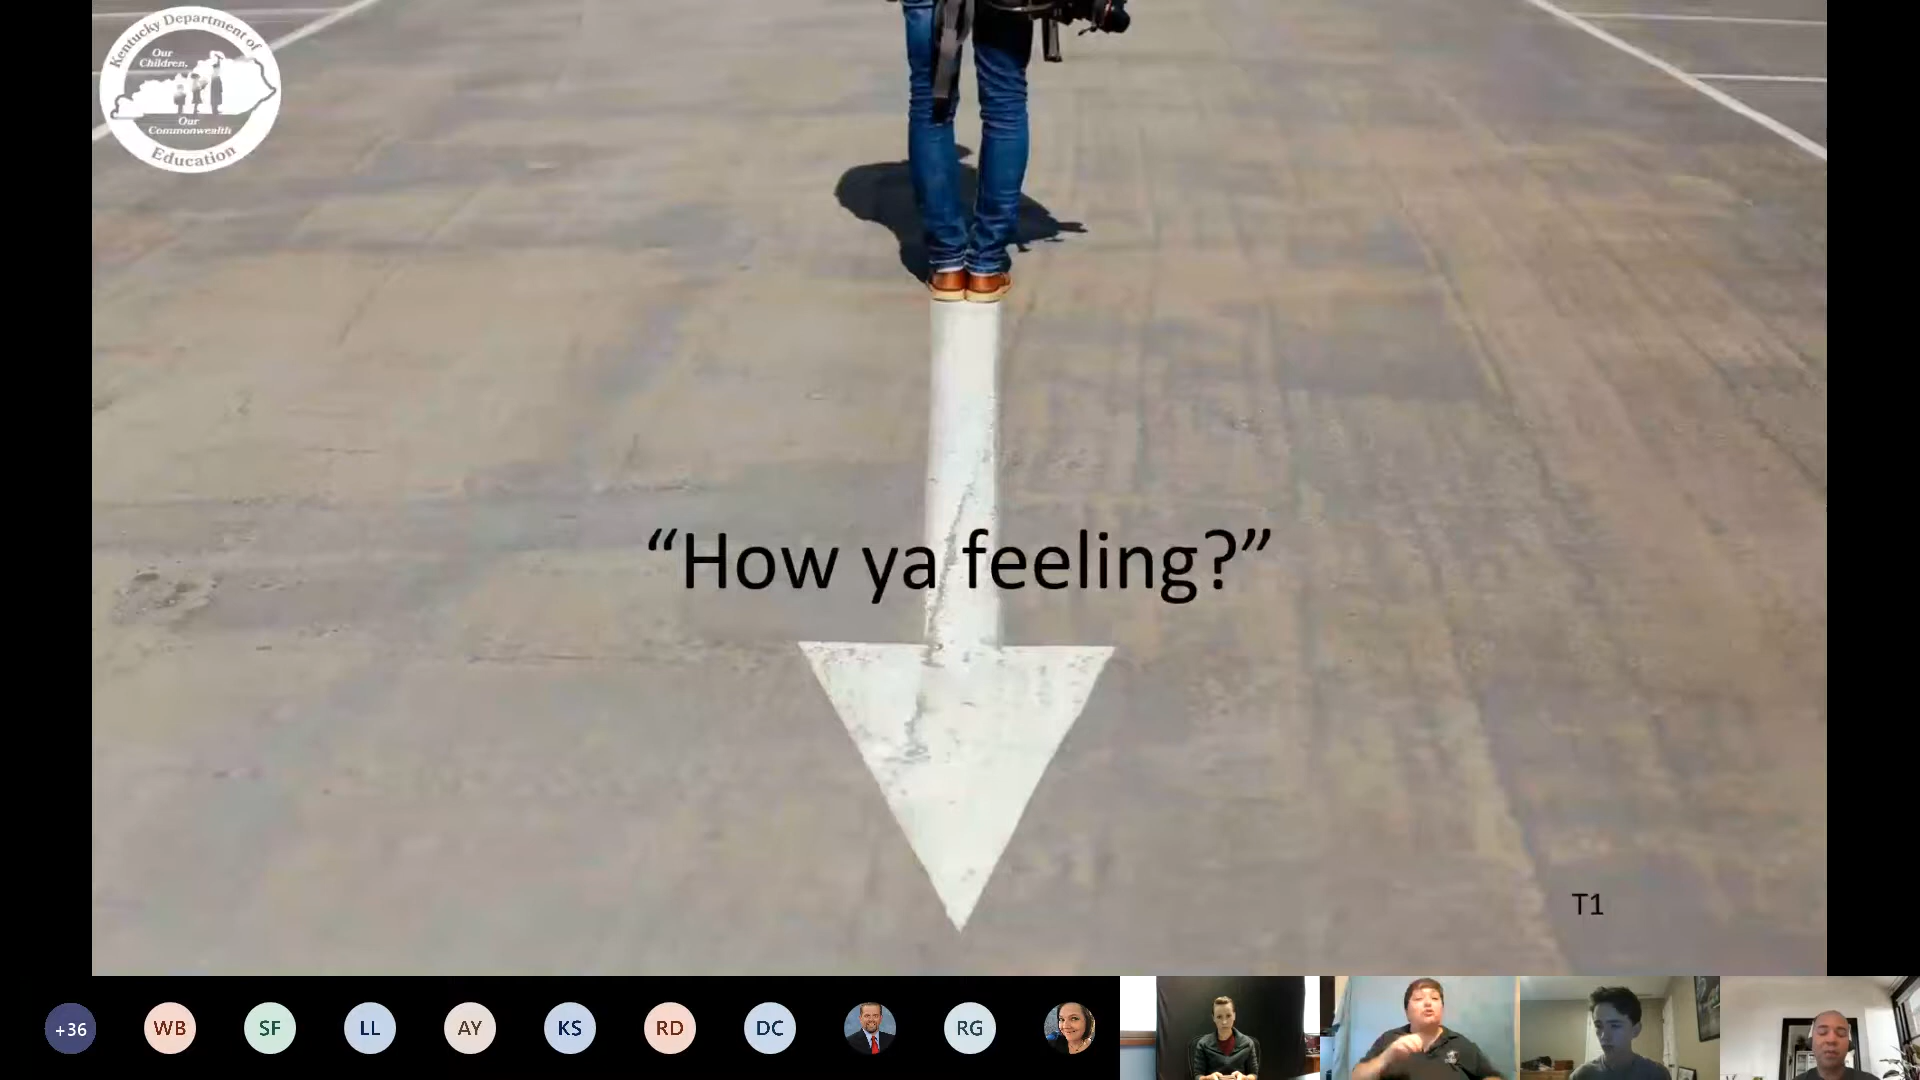 Kentucky Department of
Our
Children,
Our
Commonwealth
Education
“How ya feeling?”
T1
+36
WB
SF
LL
AY
KS
RD
DC
RG